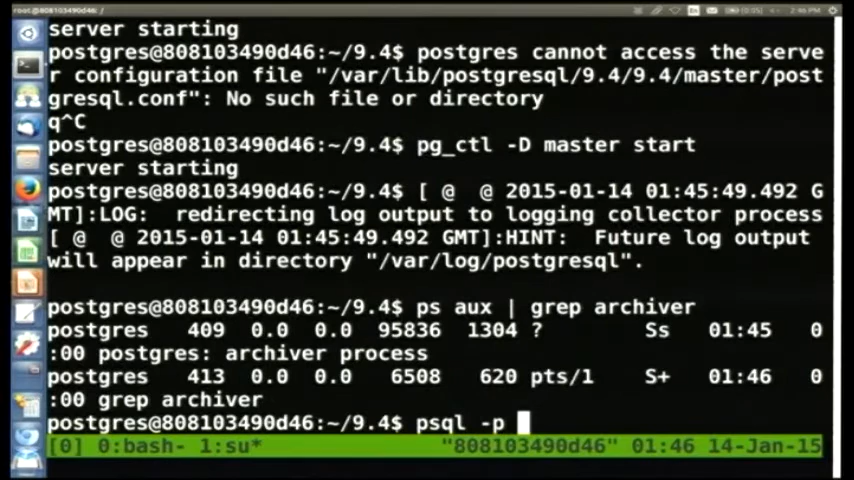 root@808103490d46: /
(0:05)
2:46 PM
server starting
postgres@808103490d46:~/9.4$ postgres cannot access the serve
r configuration file "/var/lib/postgresql/9.4/9.4/master/post
gresql.conf": No such file or directory
q^C
postgres@808103490d46:~/9.4$ pg_ctl -D master start
server starting
postgres@808103490d46:~/9.4$ [ @  @ 2015-01-14 01:45:49.492 G
MT]:LOG:  redirecting log output to logging collector process
[ @  @ 2015-01-14 01:45:49.492 GMT]:HINT:  Future log output
will appear in directory "/var/log/postgresql".
postgres@808103490d46:~/9.4$ ps aux | grep archiver
postgres   409  0.0  0.0  95836  1304 ?        Ss   01:45   0
:00 postgres: archiver process
postgres   413  0.0  0.0   6508   620 pts/1    S+   01:46   0
:00 grep archiver
postgres@808103490d46:~/9.4$ psql -p
[0] 0:bash- 1:su*                 "808103490d46" 01:46 14-Jan-15